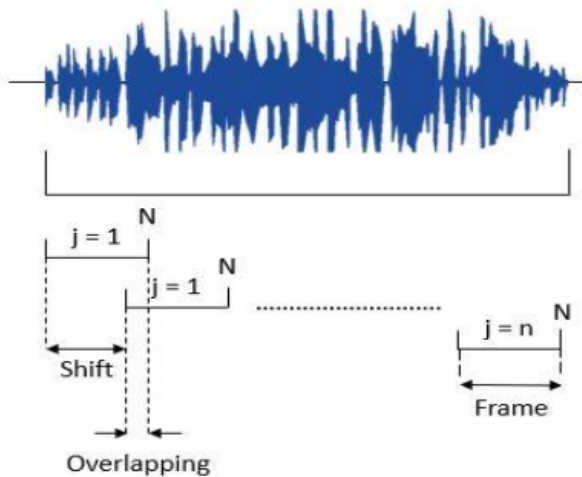 N
j = 1
N
j = 1
N
j = n
Shift
Frame
Overlapping